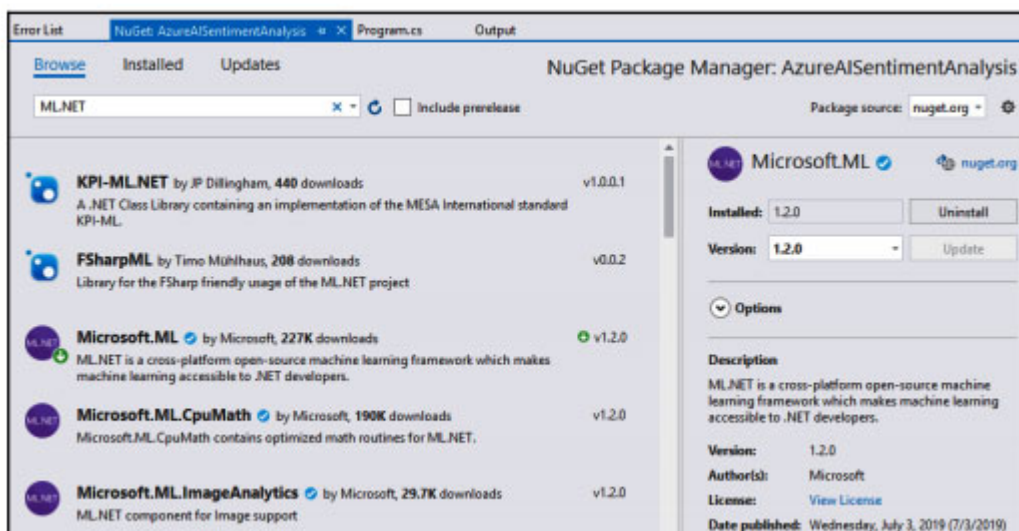 Error List NuGet: AzureAISentimentAnalysis Program.cs Output
Browse Installed Updates
NuGet Package Manager: AzureAISentimentAnalysis
ML.NET Include prerelease
Package source: nuget.org
KPI-ML.NET by JP Dillingham, 440 downloads v1.0.0.1
A .NET Class Library containing an implementation of the MESA International standard
KPI-ML.
FSharpML by Timo Mühlhaus, 208 downloads v0.0.2
Library for the FSharp friendly usage of the ML.NET project
ML.NET Microsoft.ML by Microsoft, 227K downloads v1.2.0
ML.NET is a cross-platform open-source machine learning framework which makes
machine learning accessible to .NET developers.
ML.NET Microsoft.ML.CpuMath by Microsoft, 190K downloads v1.2.0
Microsoft.ML.CpuMath contains optimized math routines for ML.NET.
ML.NET Microsoft.ML.ImageAnalytics by Microsoft, 29.7K downloads v1.2.0
ML.NET component for Image support
ML.NET Microsoft.ML nuget.org
Installed: 1.2.0 Uninstall
Version: 1.2.0 Update
Options
Description
ML.NET is a cross-platform open-source machine
learning framework which makes machine learning
accessible to .NET developers.
Version: 1.2.0
Author(s): Microsoft
License: View License
Date published: Wednesday, July 3, 2019 (7/3/2019)